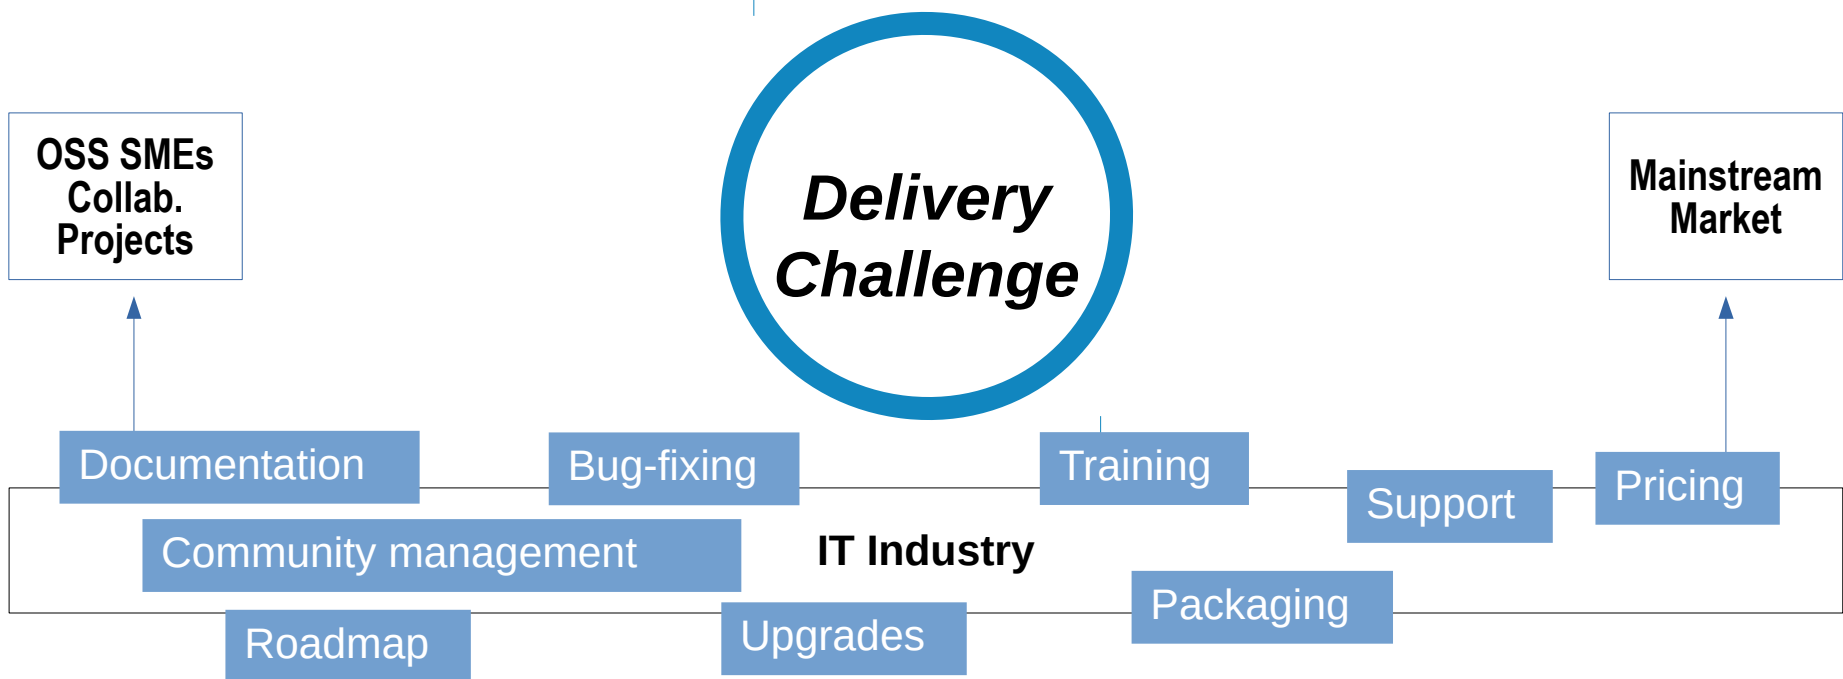 OSS SMEs
Collab.
Projects
Delivery
Challenge
Mainstream
Market
Documentation
Bug-fixing
Training
Support
Pricing
Community management
IT Industry
Packaging
Roadmap
Upgrades